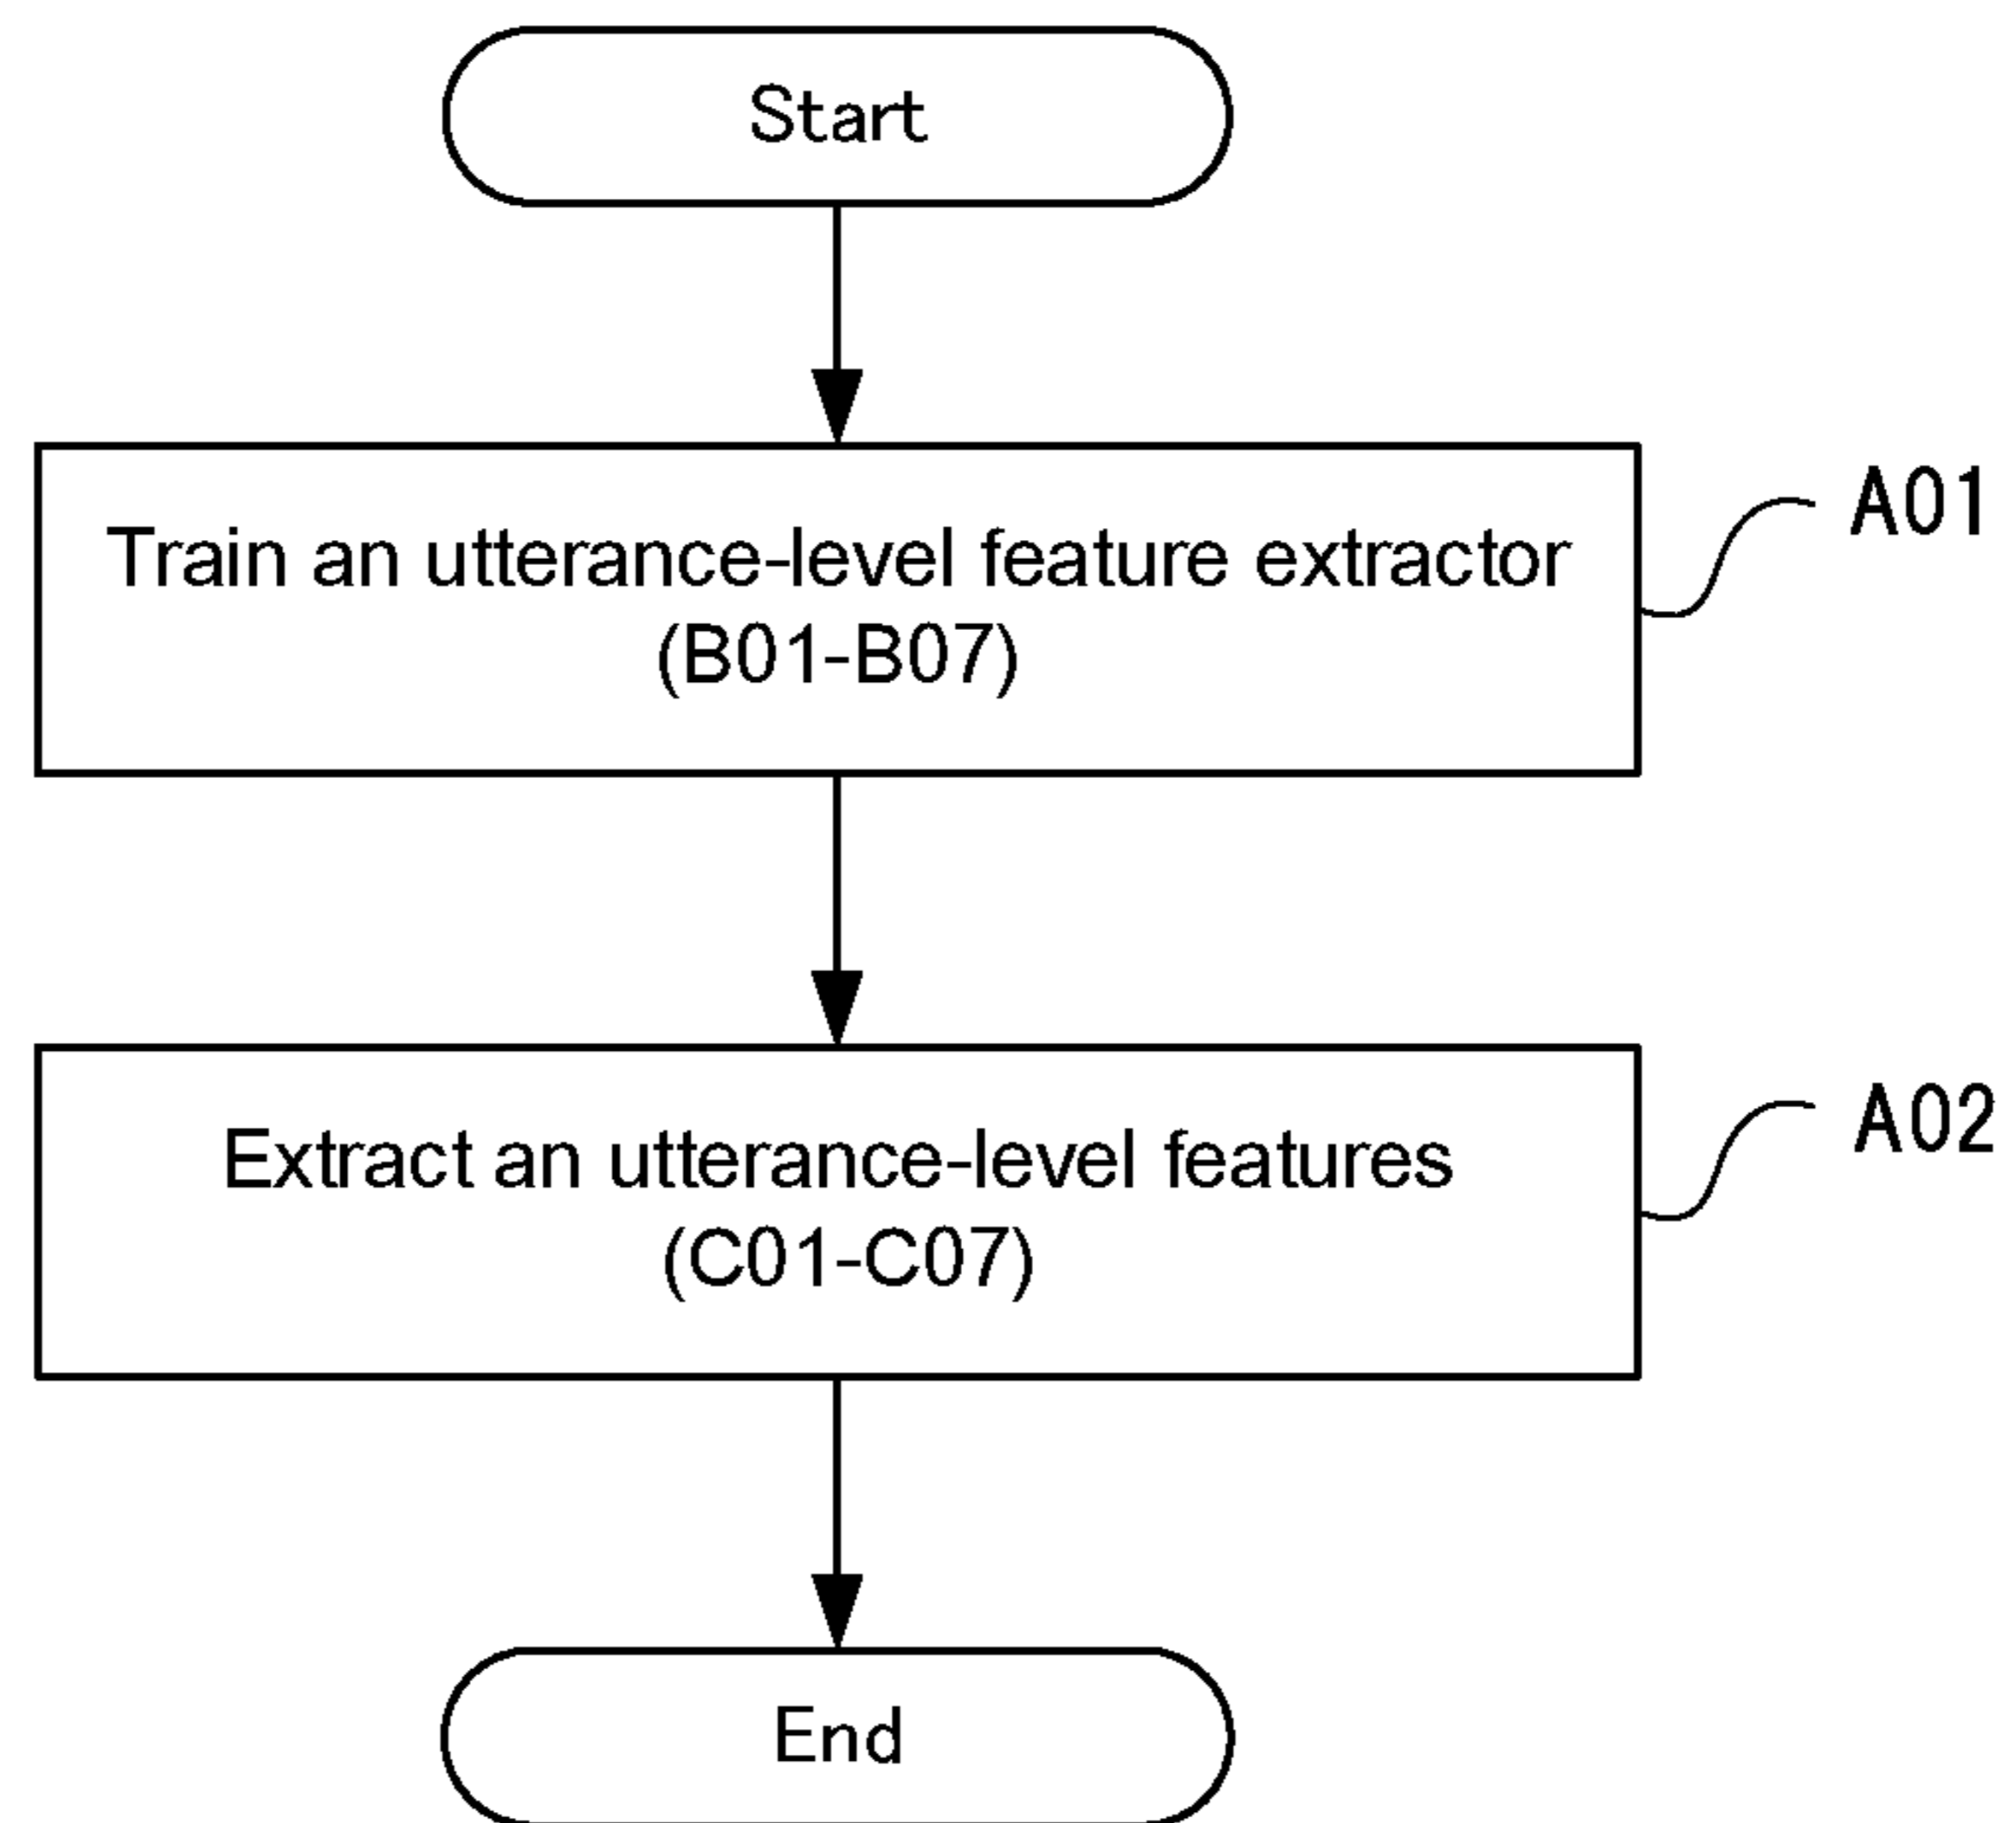 Start
Train an utterance-level feature extractor
(B01-B07)
A01
Extract an utterance-level features
(C01-C07)
A02
End